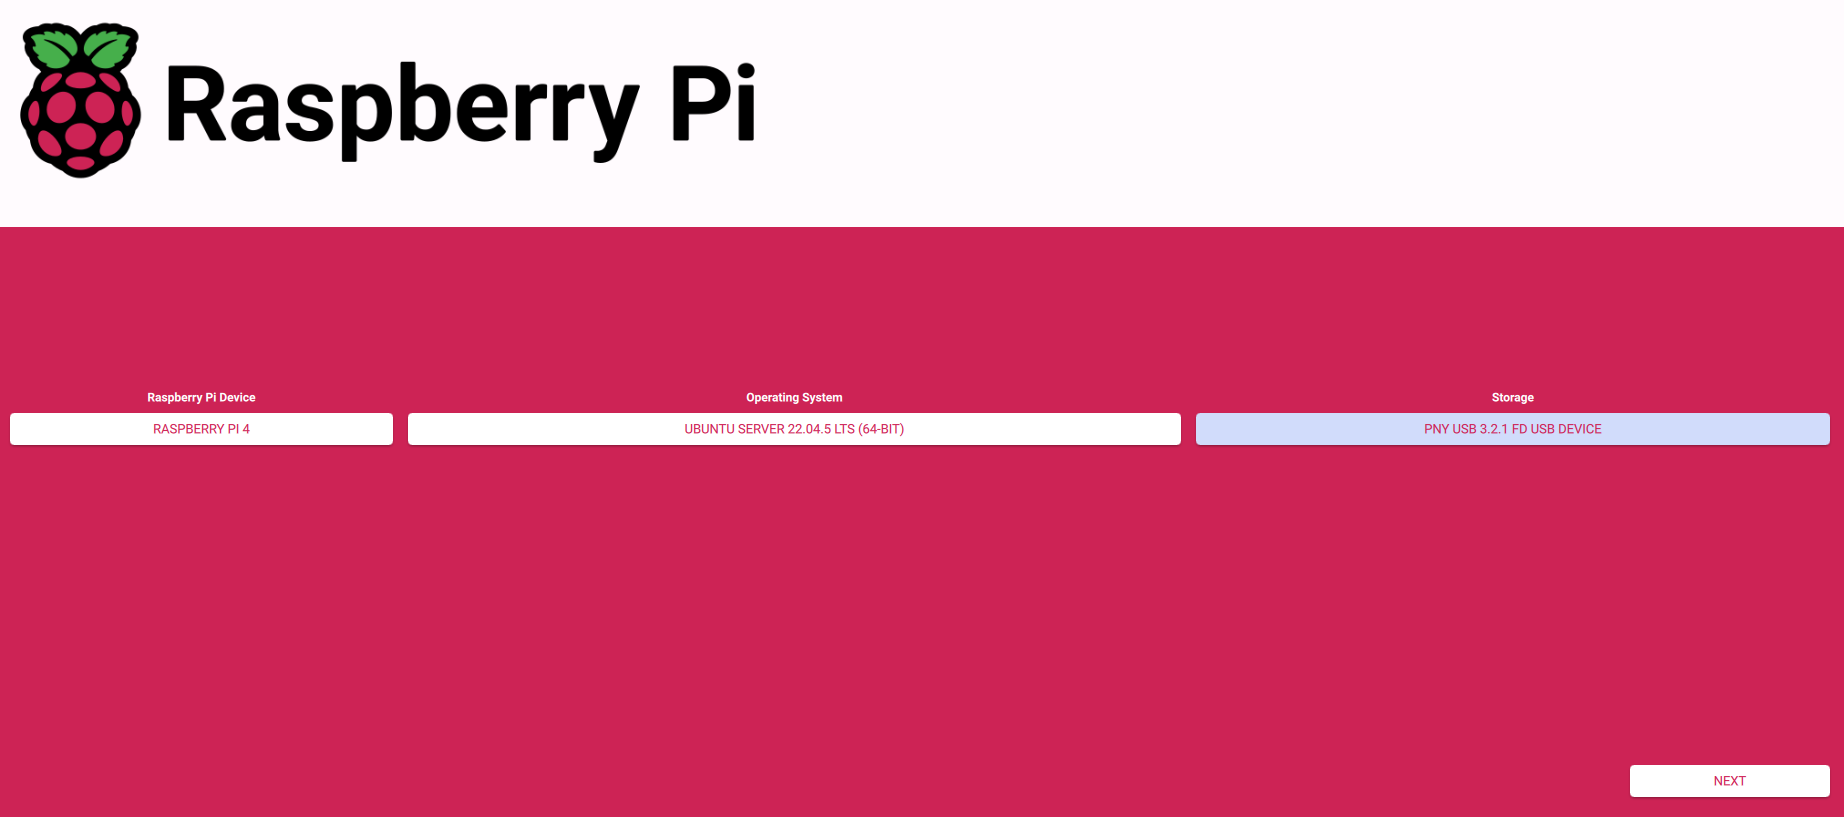 Raspberry Pi
Raspberry Pi Device
Operating System
Storage
RASPBERRY PI 4
UBUNTU SERVER 22.04.5 LTS (64-BIT)
PNY USB 3.2.1 FD USB DEVICE
NEXT